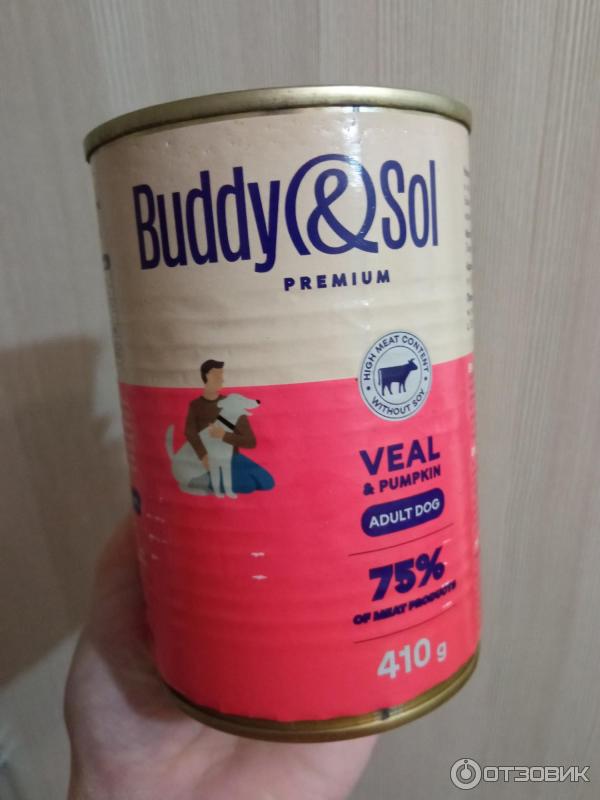 Buddy&Sol
PREMIUM
HIGH MEAT CONTENT
WITHOUT SOY
VEAL
& PUMPKIN
ADULT DOG
75%
OF MEAT PRODUCTS
410 g
ОТЗОВИК